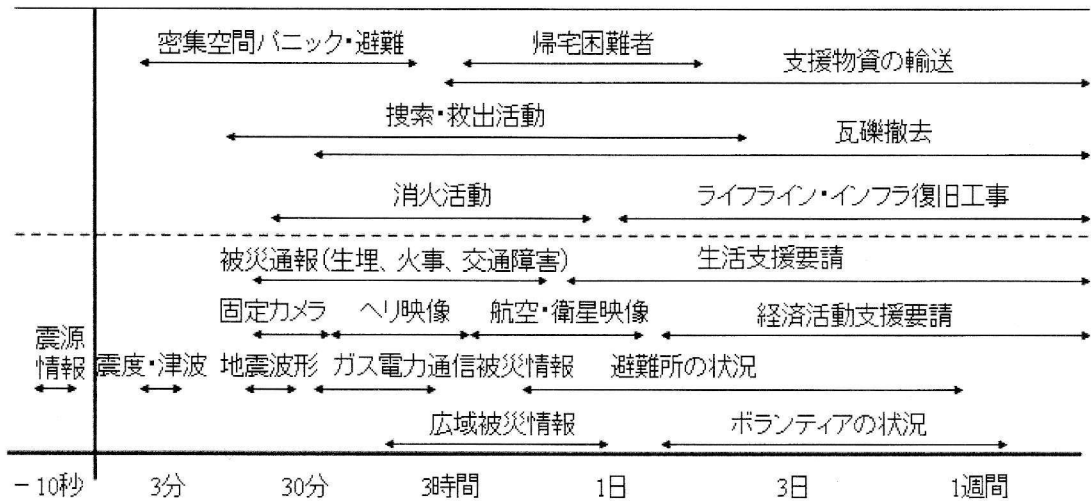 密集空間パニック・避難
帰宅困難者
支援物資の輸送
捜索・救出活動
瓦礫撤去
消火活動
ライフライン・インフラ復旧工事
被災通報(生埋、火事、交通障害)
生活支援要請
固定カメラ
ヘリ映像
航空・衛星映像
経済活動支援要請
震源
情報
震度・津波
地震波形
ガス電力通信被災情報
避難所の状況
広域被災情報
ボランティアの状況
-10秒
3分
30分
3時間
1日
3日
1週間